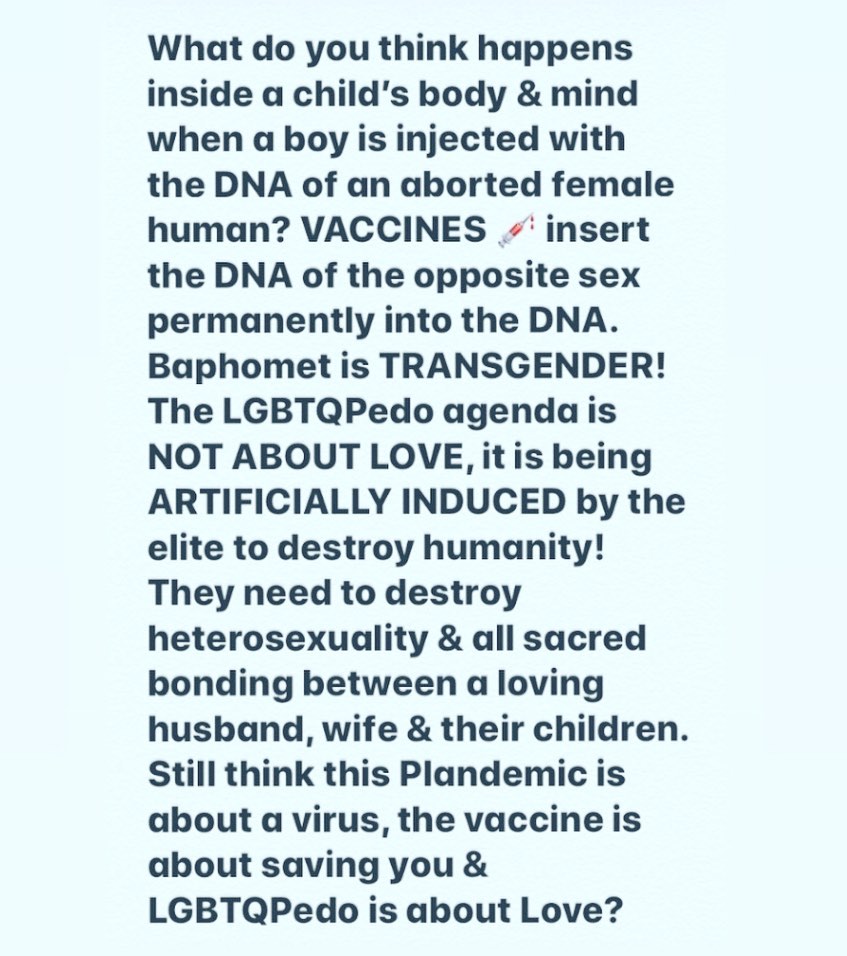 What do you think happens
inside a child's body & mind
when a boy is injected with
the DNA of an aborted female
human? VACCINES 💉 insert
the DNA of the opposite sex
permanently into the DNA.
Baphomet is TRANSGENDER!
The LGBTQPedo agenda is
NOT ABOUT LOVE, it is being
ARTIFICIALLY INDUCED by the
elite to destroy humanity!
They need to destroy
heterosexuality & all sacred
bonding between a loving
husband, wife & their children.
Still think this Plandemic is
about a virus, the vaccine is
about saving you &
LGBTQPedo is about Love?